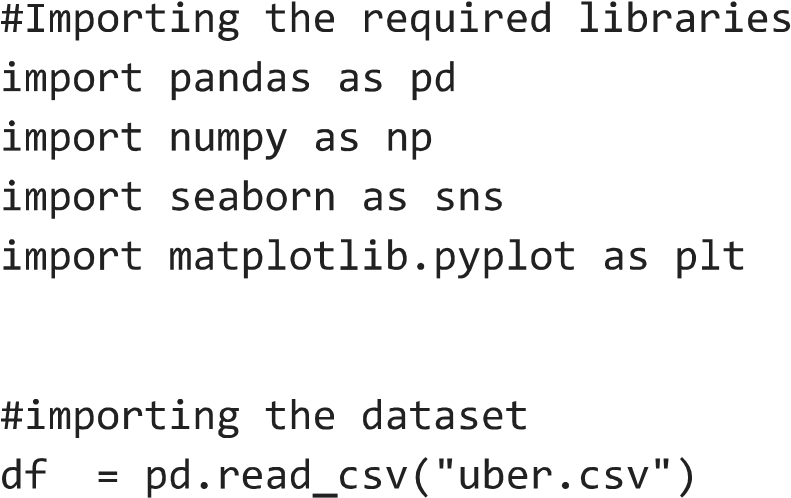 #Importing the required libraries
import pandas as pd
import numpy as np
import seaborn as sns
import matplotlib.pyplot as plt
#importing the dataset
df  = pd.read_csv("uber.csv")